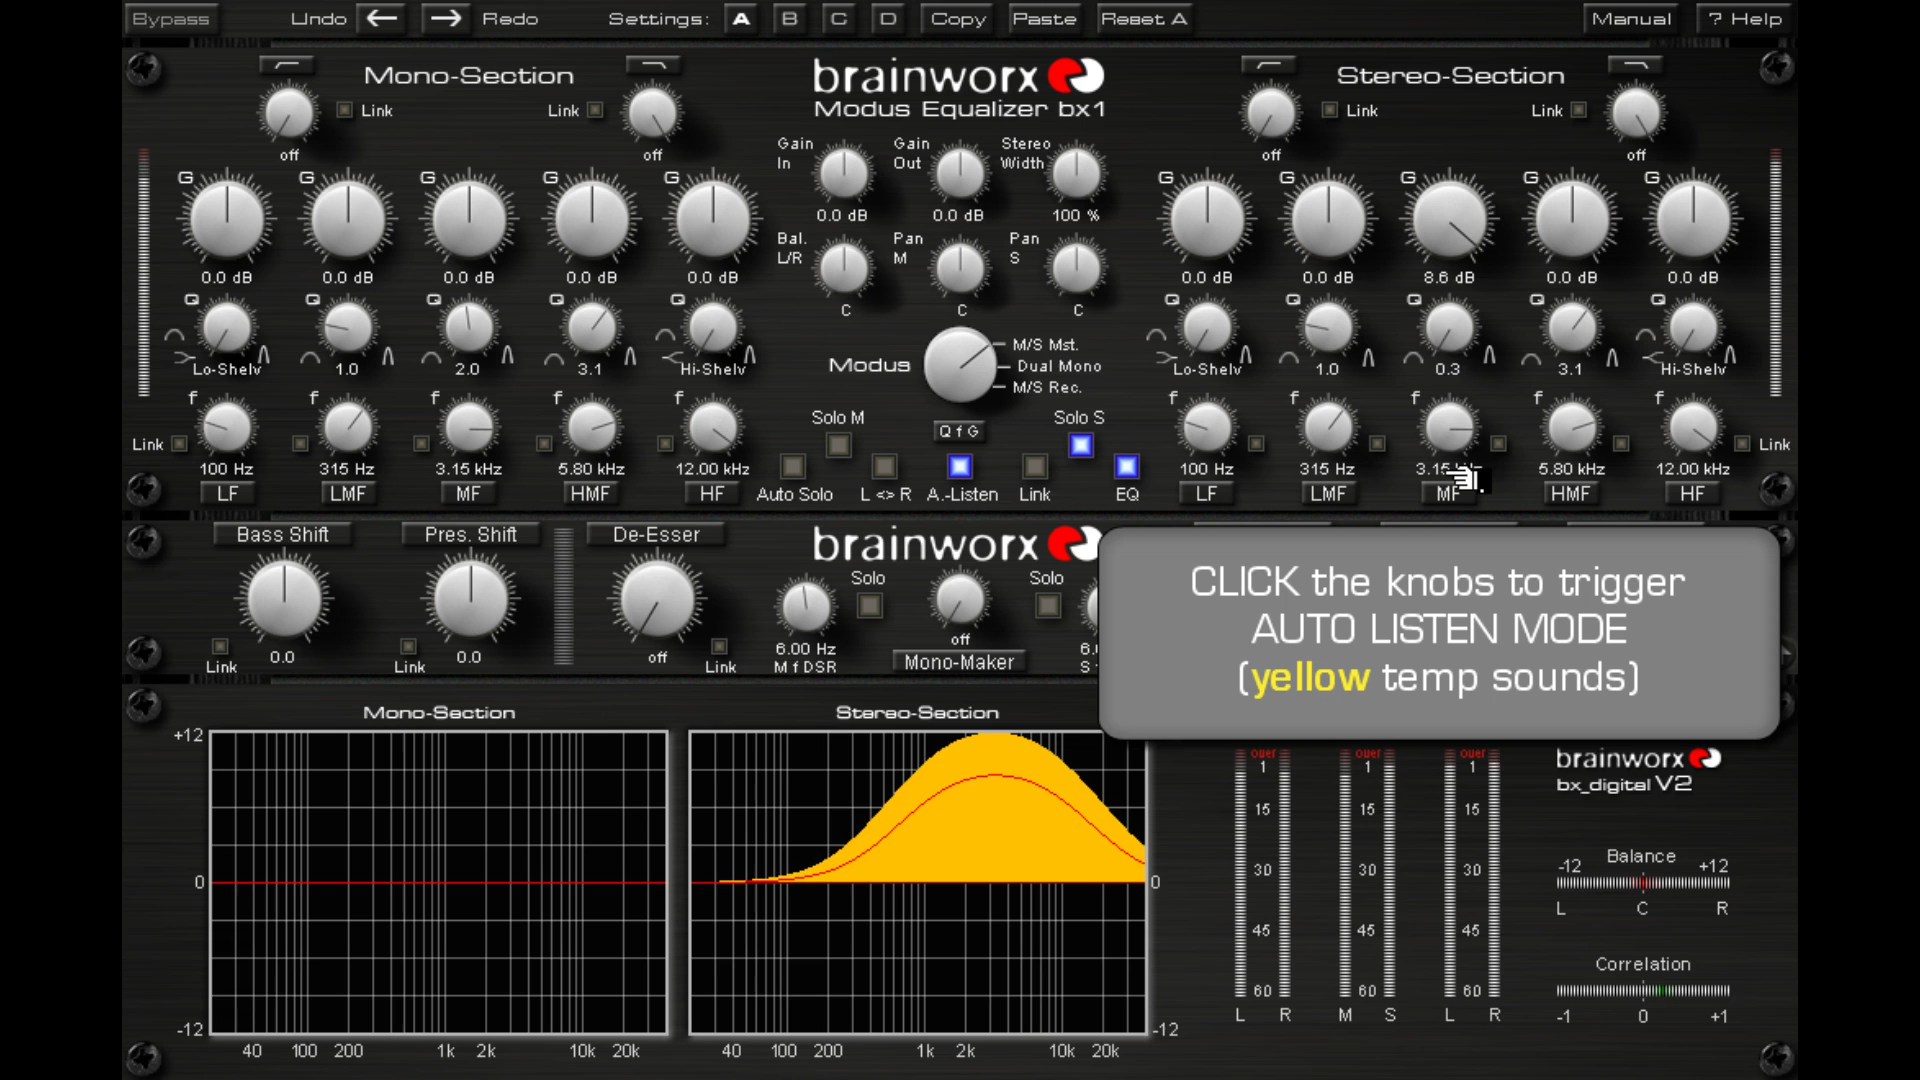 Bypass
Undo
Redo
Settings:
A
B
C
D
Copy
Paste
Reset A
Manual
? Help
Mono-Section
brainworx
Modus Equalizer bx1
Stereo-Section
Link
Link
Link
Link
off
off
off
off
Gain In
Gain Out
Stereo Width
G
G
G
G
G
G
G
G
G
G
0.0 dB
0.0 dB
100 %
0.0 dB
0.0 dB
0.0 dB
0.0 dB
0.0 dB
0.0 dB
0.0 dB
8.6 dB
0.0 dB
0.0 dB
Bal. L/R
Pan M
Pan S
C
C
C
Q
Q
Q
Q
Q
Q
Q
Q
Q
Q
Lo-Shelv
1.0
2.0
3.1
Hi-Shelv
Lo-Shelv
1.0
0.3
3.1
Hi-Shelv
Modus
M/S Mst.
Dual Mono
M/S Rec.
f
f
f
f
f
f
f
f
f
f
Solo M
Q f G
Solo S
Link
Link
100 Hz
315 Hz
3.15 kHz
5.80 kHz
12.00 kHz
100 Hz
315 Hz
5.80 kHz
12.00 kHz
LF
LMF
MF
HMF
HF
Auto Solo
L <> R
A.-Listen
Link
EQ
LF
LMF
MF
HMF
HF
Bass Shift
Pres. Shift
De-Esser
brainworx
Solo
Solo
0.0
0.0
off
6.00 Hz
M f DSR
off
Mono-Maker
Link
Link
Link
CLICK the knobs to trigger
AUTO LISTEN MODE
(yellow temp sounds)
Mono-Section
Stereo-Section
+12
0
-12
0
-12
40 100 200 1k 2k 10k 20k
40 100 200 1k 2k 10k 20k
over
over
over
1
1
1
15
15
15
30
30
30
45
45
45
60
60
60
L R
M S
L R
brainworx
bx_digital V2
Balance
-12
+12
L
C
R
Correlation
-1
0
+1